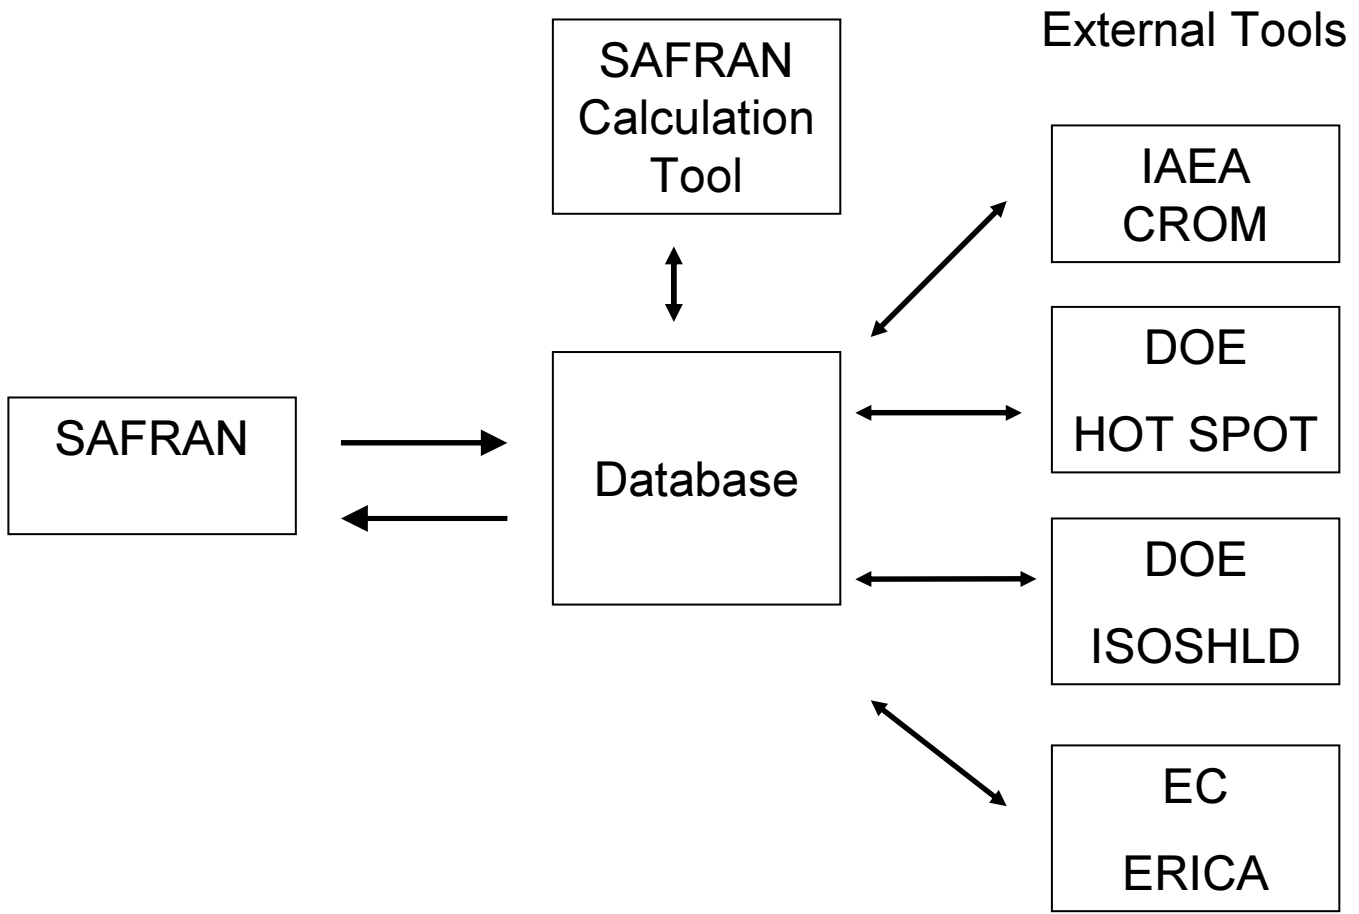 External Tools
SAFRAN
Calculation
Tool
IAEA
CROM
DOE
HOT SPOT
SAFRAN
Database
DOE
ISOSHLD
EC
ERICA